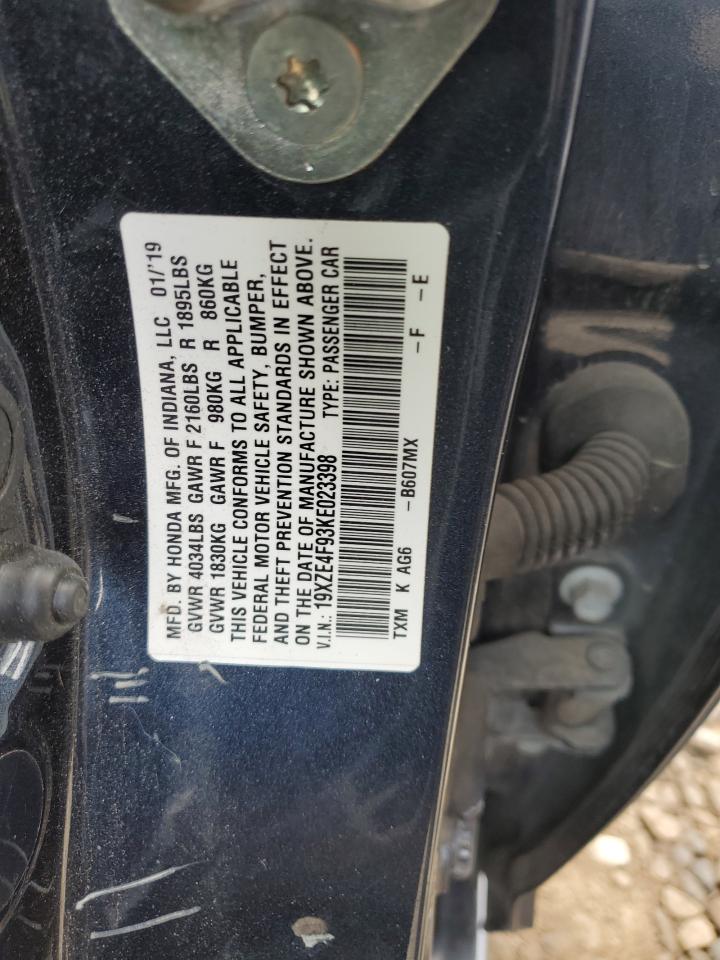 MFD. BY HONDA MFG. OF INDIANA, LLC 01/'19
GVWR 4034LBS GAWR F 2160LBS R 1895LBS
GVWR 1830KG GAWR F 980KG R 860KG
THIS VEHICLE CONFORMS TO ALL APPLICABLE
FEDERAL MOTOR VEHICLE SAFETY, BUMPER,
AND THEFT PREVENTION STANDARDS IN EFFECT
ON THE DATE OF MANUFACTURE SHOWN ABOVE.
V.I.N.: 19XZE4F93KE023398 TYPE: PASSENGER CAR
TXM K AG6 –B607MX –F –E